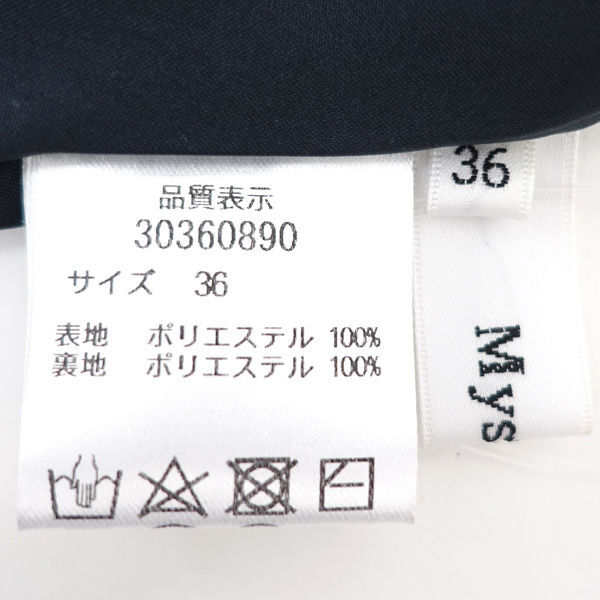 品質表示
30360890
サイズ 36
表地 ポリエステル 100%
裏地 ポリエステル 100%
36
Mys